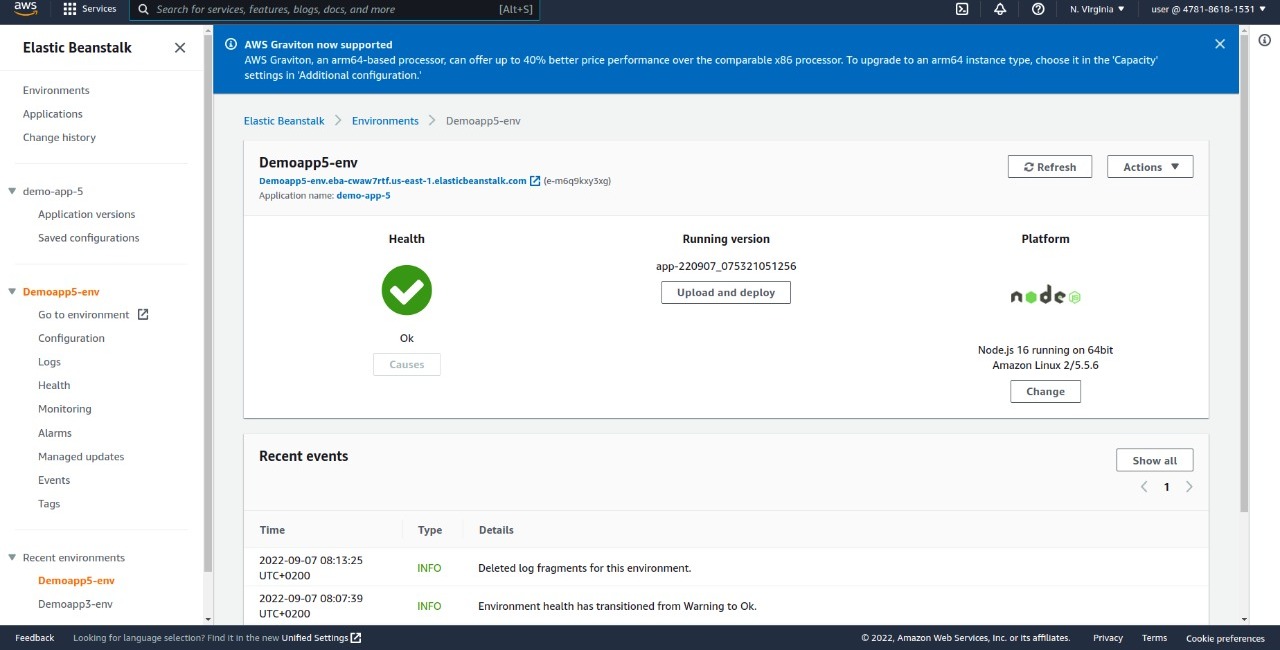 aws
Services
Search for services, features, blogs, docs, and more
[Alt+S]
N. Virginia
user @ 4781-8618-1531
Elastic Beanstalk
Environments
Applications
Change history
demo-app-5
Application versions
Saved configurations
Demoapp5-env
Go to environment
Configuration
Logs
Health
Monitoring
Alarms
Managed updates
Events
Tags
Recent environments
Demoapp5-env
Demoapp3-env
AWS Graviton now supported
AWS Graviton, an arm64-based processor, can offer up to 40% better price performance over the comparable x86 processor. To upgrade to an arm64 instance type, choose it in the 'Capacity'
settings in 'Additional configuration.'
Elastic Beanstalk > Environments > Demoapp5-env
Demoapp5-env
Demoapp5-env.eba-cwaw7rtf.us-east-1.elasticbeanstalk.com (e-m6q9kxy3xg)
Application name: demo-app-5
Refresh
Actions
Health
Ok
Causes
Running version
app-220907_075321051256
Upload and deploy
Platform
node JS
Node.js 16 running on 64bit
Amazon Linux 2/5.5.6
Change
Recent events
Show all
1
Time Type Details
2022-09-07 08:13:25
UTC+0200
INFO
Deleted log fragments for this environment.
2022-09-07 08:07:39
UTC+0200
INFO
Environment health has transitioned from Warning to Ok.
Feedback
Looking for language selection? Find it in the new Unified Settings
© 2022, Amazon Web Services, Inc. or its affiliates.
Privacy
Terms
Cookie preferences